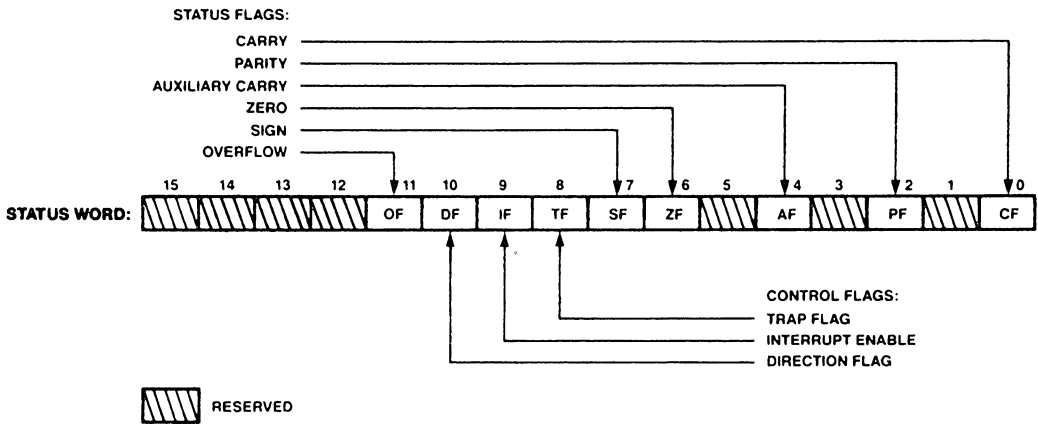 STATUS FLAGS:
CARRY
PARITY
AUXILIARY CARRY
ZERO
SIGN
OVERFLOW
15 14 13 12 11 10 9 8 7 6 5 4 3 2 1 0
STATUS WORD: OF DF IF TF SF ZF AF PF CF
CONTROL FLAGS:
TRAP FLAG
INTERRUPT ENABLE
DIRECTION FLAG
RESERVED